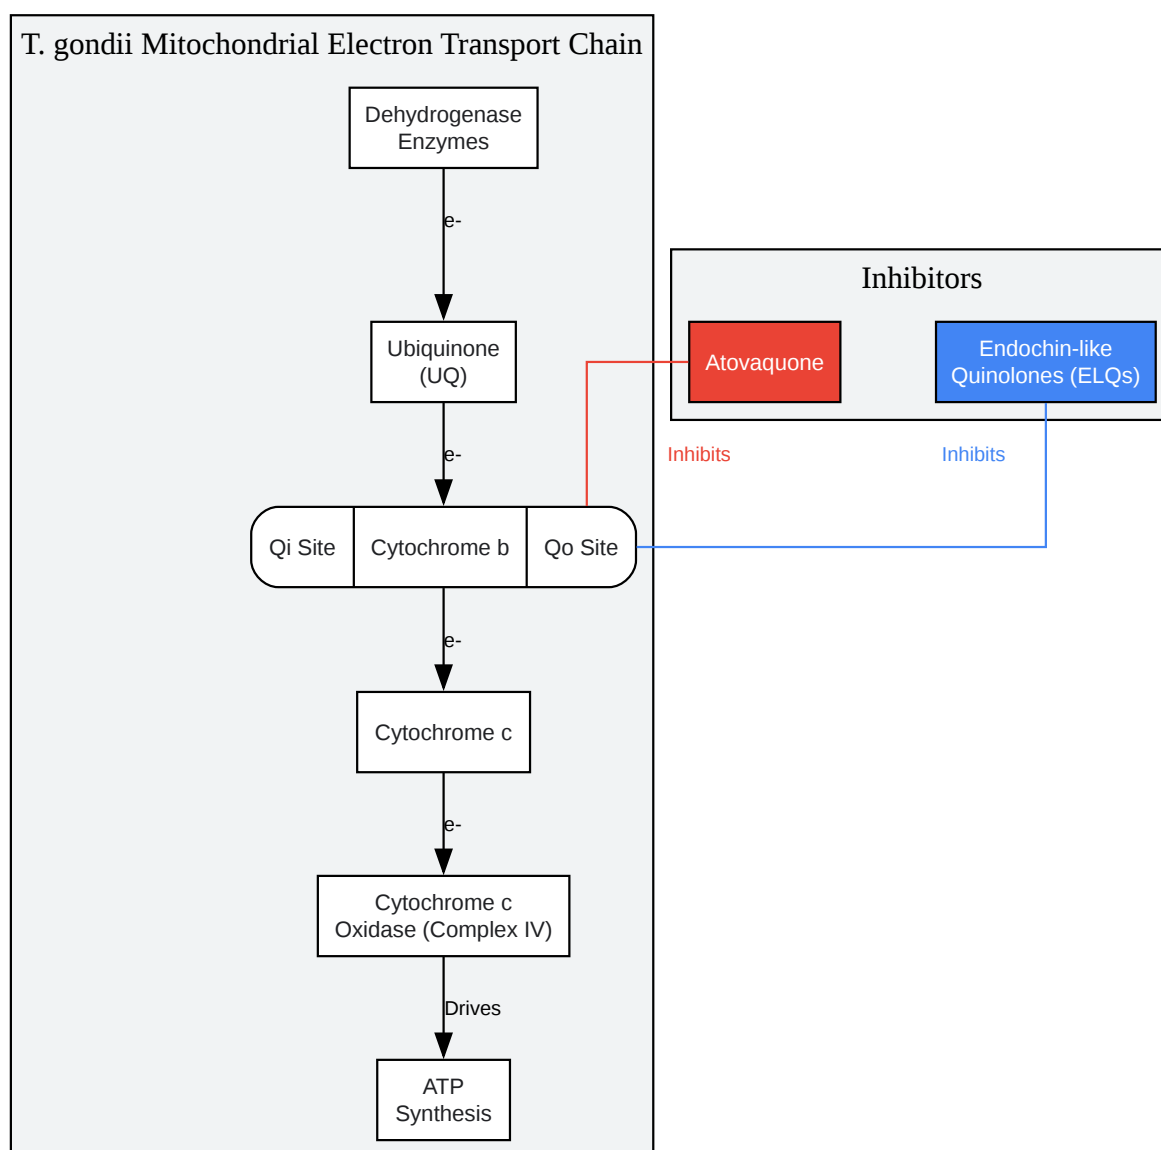 T. gondii Mitochondrial Electron Transport Chain
Dehydrogenase
Enzymes
e-
Ubiquinone
(UQ)
e-
Qi Site
Cytochrome b
Qo Site
e-
Cytochrome c
e-
Cytochrome c
Oxidase (Complex IV)
Drives
ATP
Synthesis
Inhibitors
Atovaquone
Endochin-like
Quinolones (ELQs)
Inhibits
Inhibits